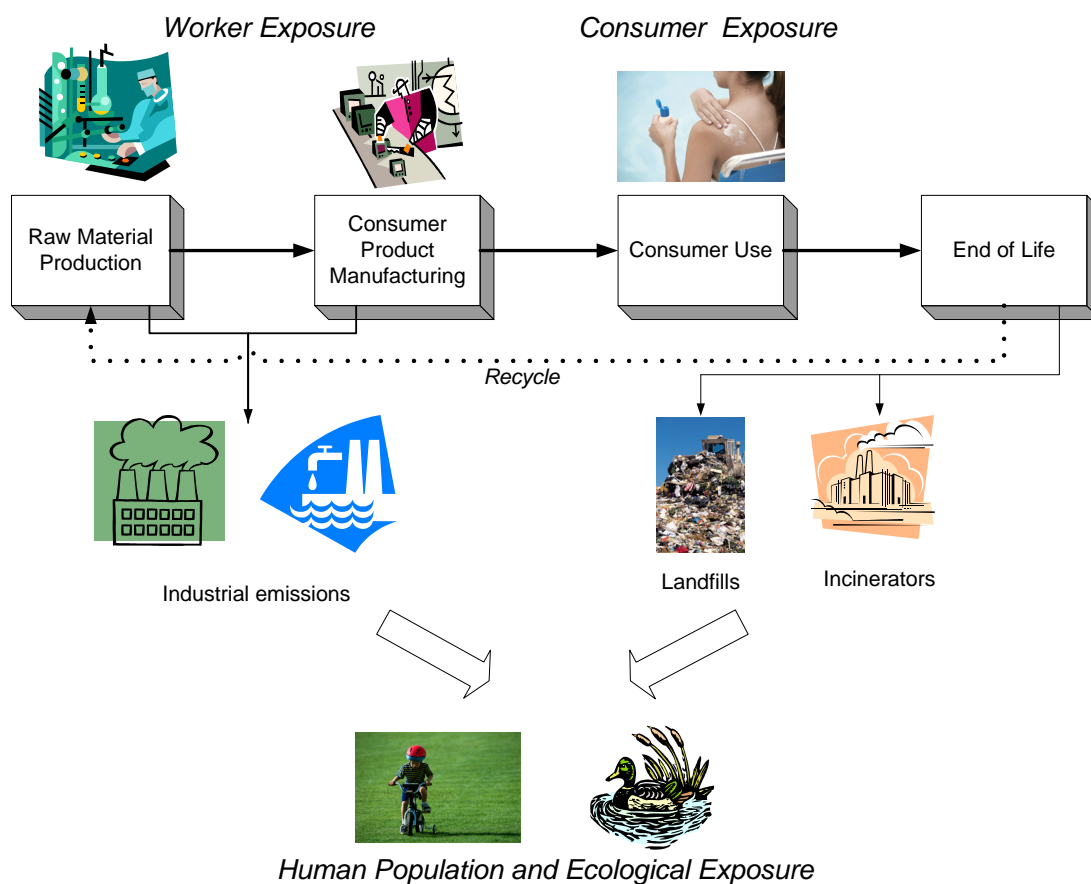 Worker Exposure
Consumer Exposure
Raw Material
Production
Consumer
Product
Manufacturing
Consumer Use
End of Life
Recycle
Industrial emissions
Landfills
Incinerators
Human Population and Ecological Exposure